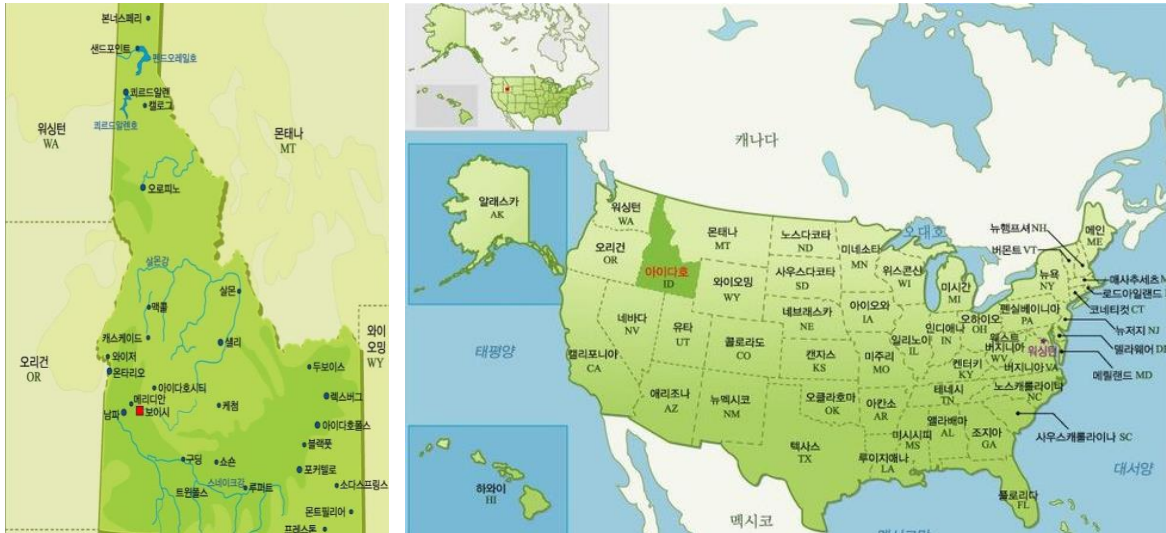 본너스페리
샌드포인트
펜드오레일호
쾨르드알렌
캘로그
쾨르드알렌호
워싱턴
WA
몬태나
MT
오로피노
살몬강
살몬
맥콜
캐스케이드
샐리
와이저
온타리오
오리건
OR
와이
오밍
WY
두보이스
아이다호시티
메리디안
남파
보이시
케첨
렉스버그
아이다호폴스
블랙풋
구딩
쇼숀
포커텔로
스네이크강
트윈폴스
루퍼트
소다스프링스
몬트필리어
프레스톤
캐나다
알래스카
AK
워싱턴
WA
오리건
OR
아이다호
ID
몬태나
MT
노스다코타
ND
미네소타
MN
오대호
뉴햄프셔 NH
버몬트 VT
메인
ME
와이오밍
WY
사우스다코타
SD
위스콘신
WI
미시간
MI
뉴욕
NY
매사추세츠 M
로드아일랜드
코네티컷 CT
네바다
NV
유타
UT
네브래스카
NE
아이오와
IA
일리노이
IL
인디애나
IN
오하이오
OH
펜실베이니아
PA
뉴저지 NJ
델라웨어 DE
태평양
캘리포니아
CA
콜로라도
CO
캔자스
KS
미주리
MO
켄터키
KY
웨스트
버지니아
WV
워싱턴
버지니아 VA
메릴랜드 MD
애리조나
AZ
뉴멕시코
NM
오클라호마
OK
아칸소
AR
테네시
TN
노스캐롤라이나
NC
텍사스
TX
루이지애나
LA
미시시피
MS
앨라배마
AL
조지아
GA
사우스캐롤라이나 SC
대서양
하와이
HI
플로리다
FL
멕시코
멕시코만